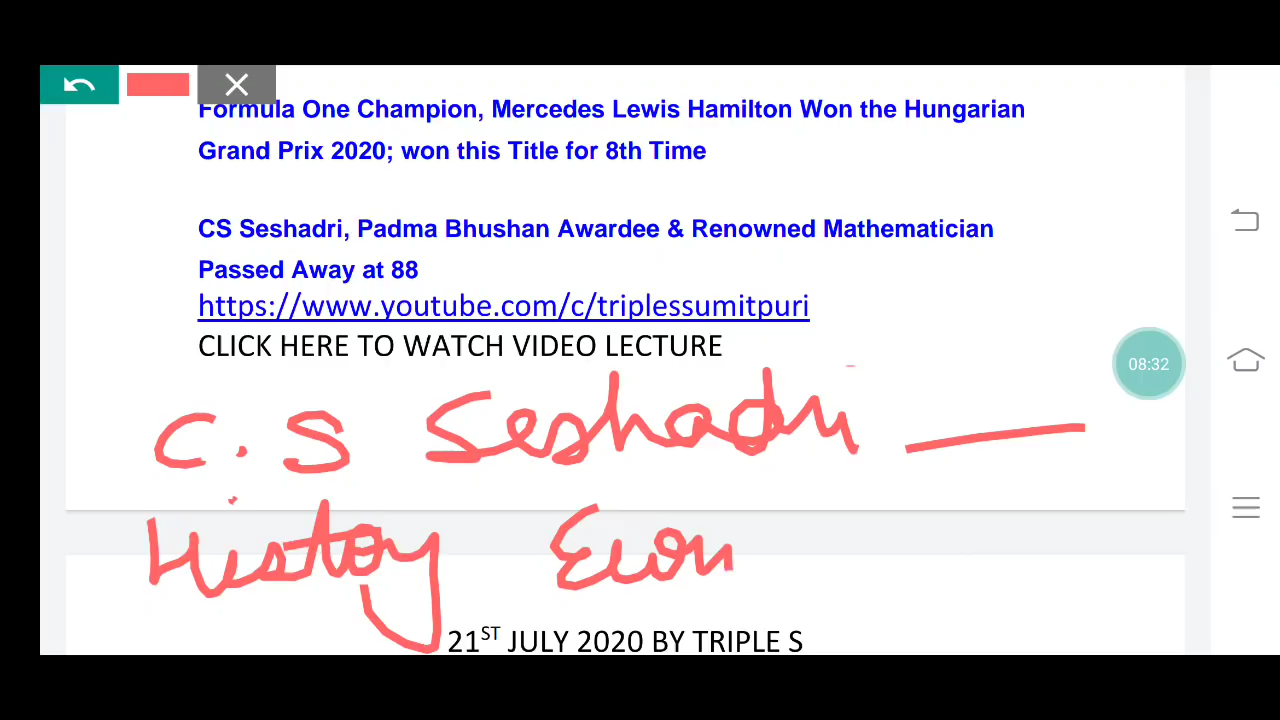 Formula One Champion, Mercedes Lewis Hamilton Won the Hungarian
Grand Prix 2020; won this Title for 8th Time
CS Seshadri, Padma Bhushan Awardee & Renowned Mathematician
Passed Away at 88
https://www.youtube.com/c/triplessumitpuri
CLICK HERE TO WATCH VIDEO LECTURE
08:32
C.S Seshadri
Histoy Econ
21ST JULY 2020 BY TRIPLE S